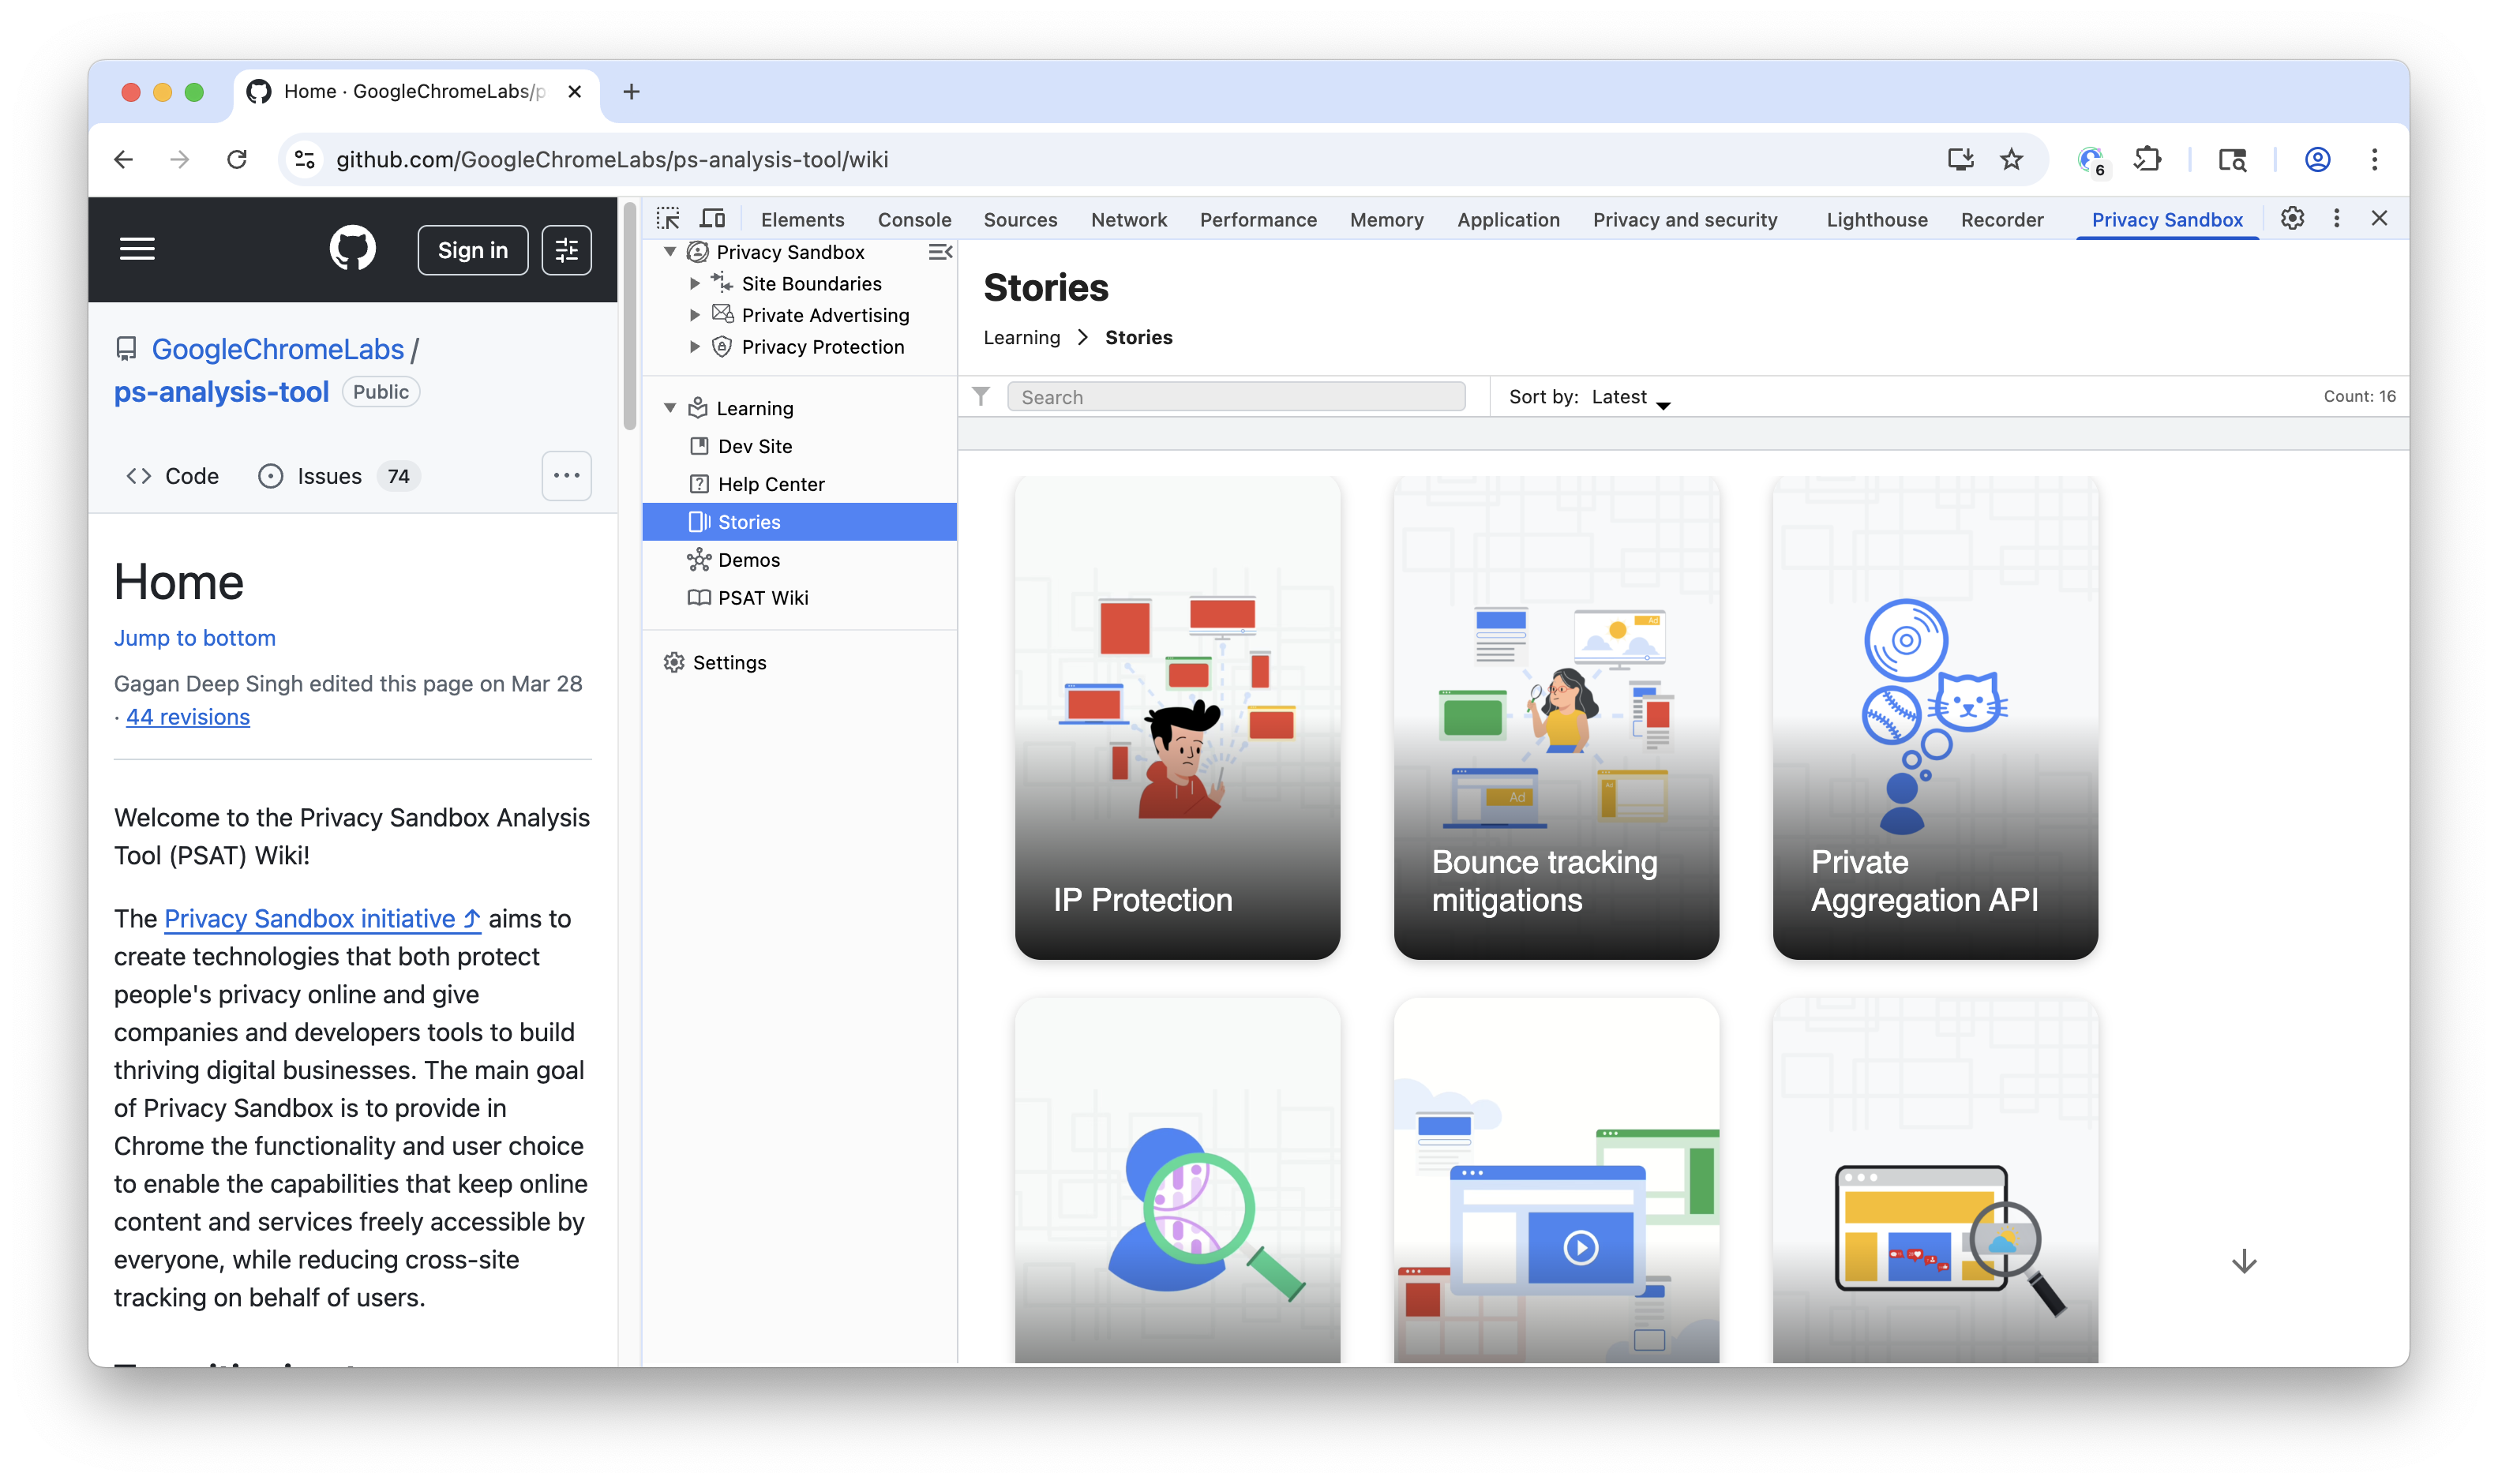 Home · GoogleChromeLabs/p
github.com/GoogleChromeLabs/ps-analysis-tool/wiki
6
Sign in
GoogleChromeLabs /
ps-analysis-tool Public
Code Issues 74
Home
Jump to bottom
Gagan Deep Singh edited this page on Mar 28
· 44 revisions
Welcome to the Privacy Sandbox Analysis
Tool (PSAT) Wiki!
The Privacy Sandbox initiative aims to
create technologies that both protect
people's privacy online and give
companies and developers tools to build
thriving digital businesses. The main goal
of Privacy Sandbox is to provide in
Chrome the functionality and user choice
to enable the capabilities that keep online
content and services freely accessible by
everyone, while reducing cross-site
tracking on behalf of users.
Elements Console Sources Network Performance Memory Application Privacy and security Lighthouse Recorder Privacy Sandbox
Privacy Sandbox
Site Boundaries
Private Advertising
Privacy Protection
Learning
Dev Site
Help Center
Stories
Demos
PSAT Wiki
Settings
Stories
Learning > Stories
Search
Sort by: Latest
Count: 16
IP Protection
Ad
Ad
Bounce tracking
mitigations
Private
Aggregation API